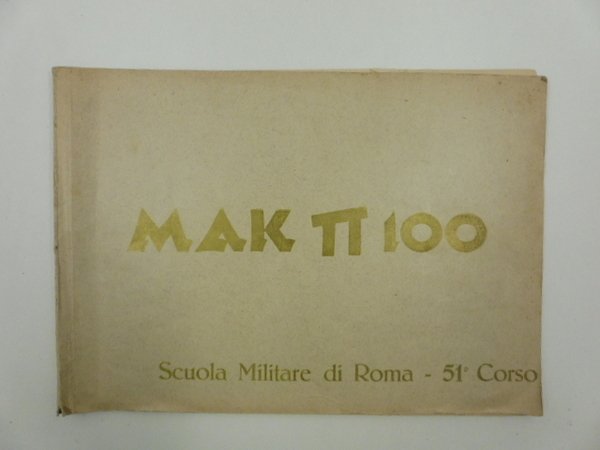 MAK π 100
Scuola Militare di Roma - 51° Corso